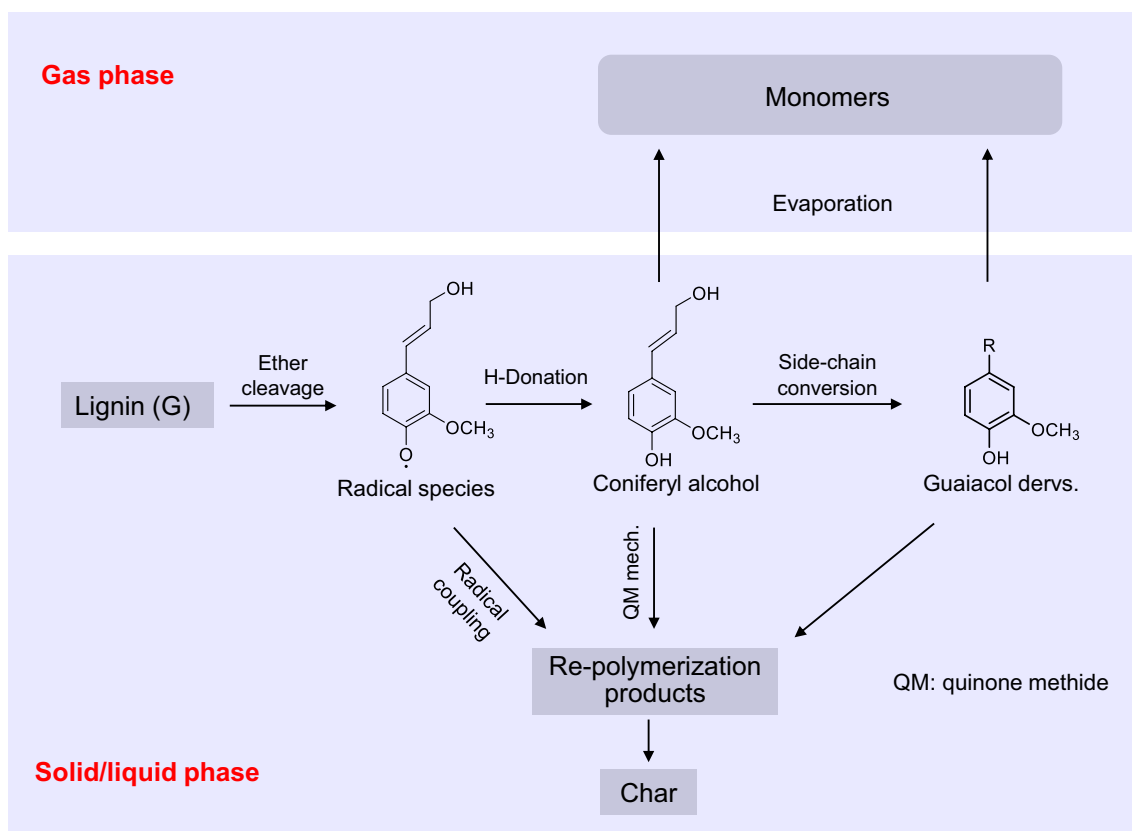 Gas phase
Monomers
Evaporation
OH
OH
Ether
cleavage
H-Donation
Side-chain
conversion
R
Lignin (G)
OCH₃
OCH₃
OCH₃
O
·
OH
OH
Radical species
Coniferyl alcohol
Guaiacol dervs.
Radical
coupling
QM mech.
Re-polymerization
products
QM: quinone methide
Solid/liquid phase
Char